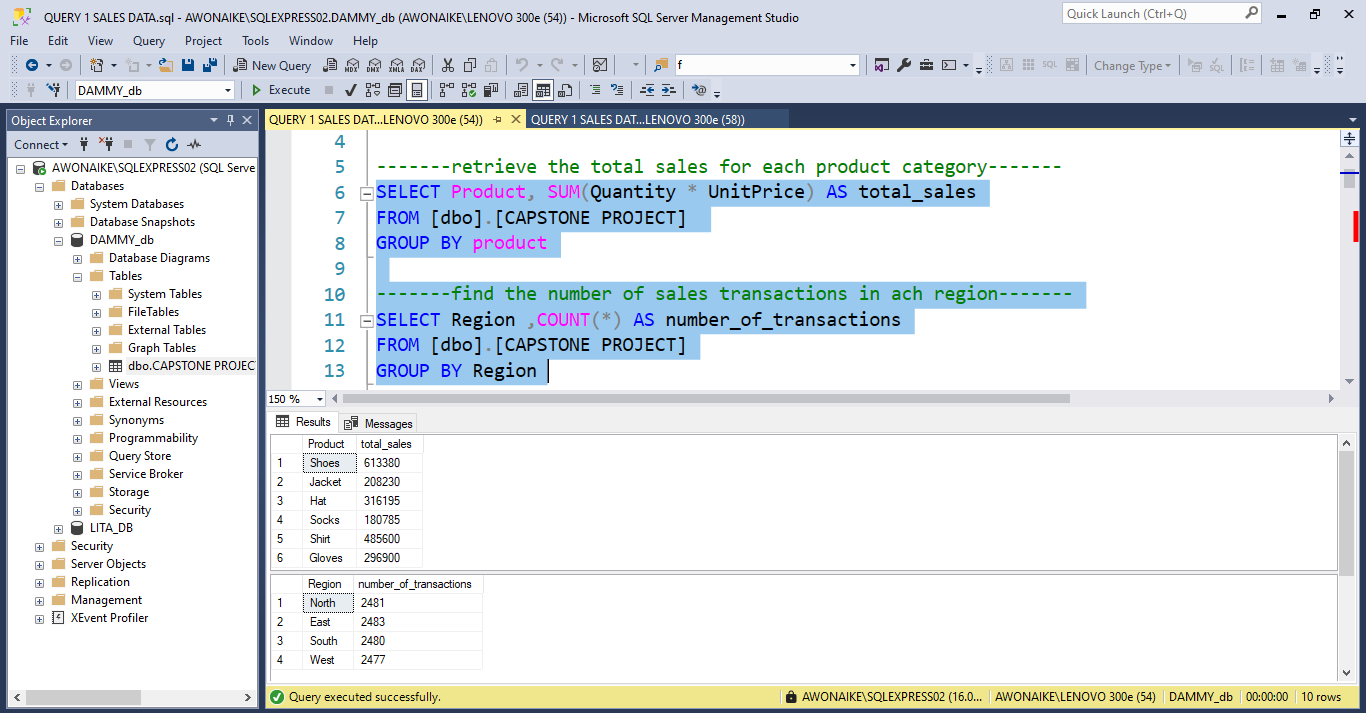 QUERY 1 SALES DATA.sql - AWONAIKE\SQLEXPRESS02.DAMMY_db (AWONAIKE\LENOVO 300e (54)) - Microsoft SQL Server Management Studio
Quick Launch (Ctrl+Q)
File Edit View Query Project Tools Window Help
New Query MDX DMX XMLA DAX f SQL Change Type SQL
DAMMY_db Execute
Object Explorer
QUERY 1 SALES DAT...LENOVO 300e (54)) QUERY 1 SALES DAT...LENOVO 300e (58))
Connect
AWONAIKE\SQLEXPRESS02 (SQL Serve
Databases
System Databases
Database Snapshots
DAMMY_db
Database Diagrams
Tables
System Tables
FileTables
External Tables
Graph Tables
dbo.CAPSTONE PROJEC
Views
External Resources
Synonyms
Programmability
Query Store
Service Broker
Storage
Security
LITA_DB
Security
Server Objects
Replication
Management
XEvent Profiler
4
5 -------retrieve the total sales for each product category-------
6 SELECT Product, SUM(Quantity * UnitPrice) AS total_sales
7 FROM [dbo].[CAPSTONE PROJECT]
8 GROUP BY product
9
10 -------find the number of sales transactions in ach region-------
11 SELECT Region ,COUNT(*) AS number_of_transactions
12 FROM [dbo].[CAPSTONE PROJECT]
13 GROUP BY Region
150 %
Results Messages
Product total_sales
1 Shoes 613380
2 Jacket 208230
3 Hat 316195
4 Socks 180785
5 Shirt 485600
6 Gloves 296900
Region number_of_transactions
1 North 2481
2 East 2483
3 South 2480
4 West 2477
Query executed successfully. AWONAIKE\SQLEXPRESS02 (16.0... AWONAIKE\LENOVO 300e (54) DAMMY_db 00:00:00 10 rows